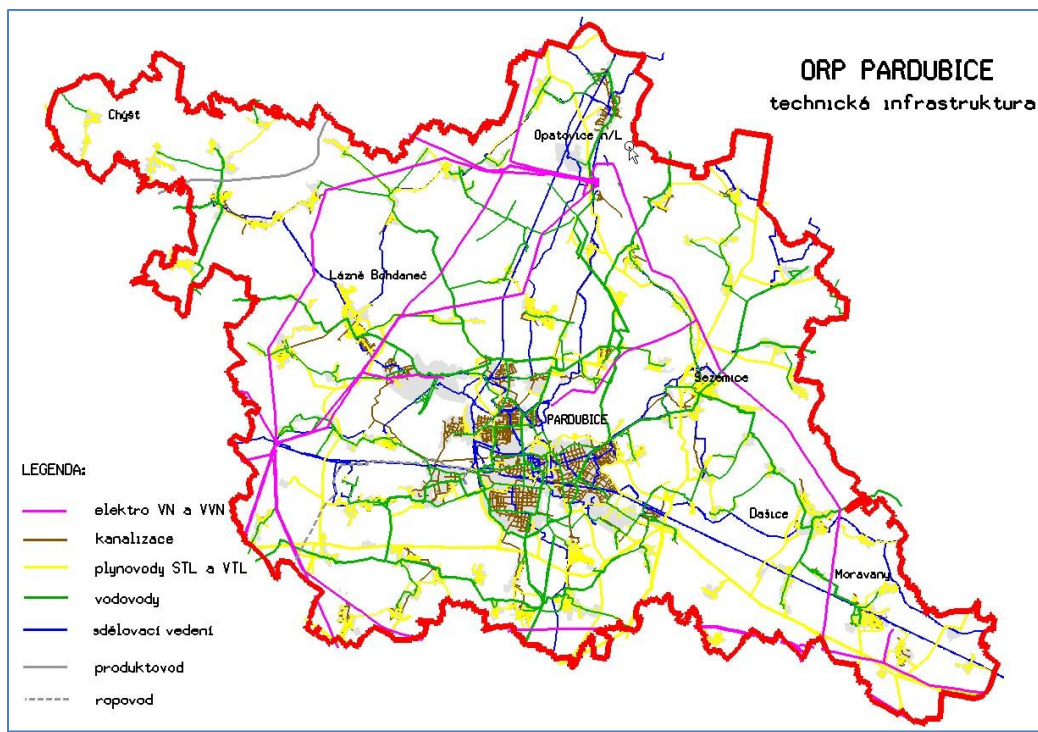 ORP PARDUBICE
technická infrastruktura
Chýšť
Opatovice n/L
Lázně Bohdaneč
Sezemice
PARDUBICE
Dašice
Moravany
LEGENDA:
elektro VN a VVN
kanalizace
plynovody STL a VTL
vodovody
sdělovací vedení
produktovod
ropovod